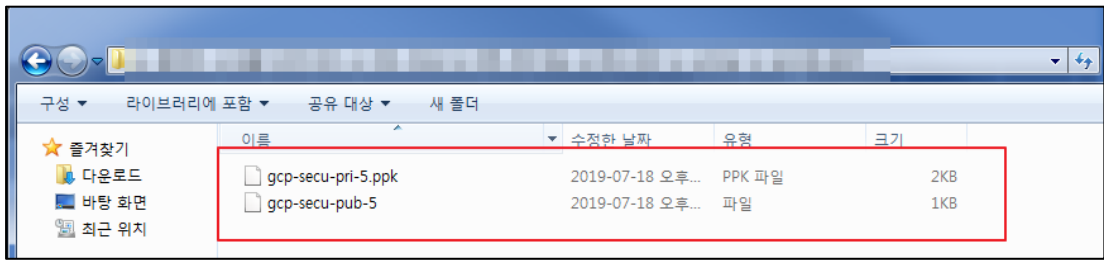 구성 라이브러리에 포함 공유 대상 새 폴더
즐겨찾기
다운로드
바탕 화면
최근 위치
이름 수정한 날짜 유형 크기
gcp-secu-pri-5.ppk 2019-07-18 오후... PPK 파일 2KB
gcp-secu-pub-5 2019-07-18 오후... 파일 1KB